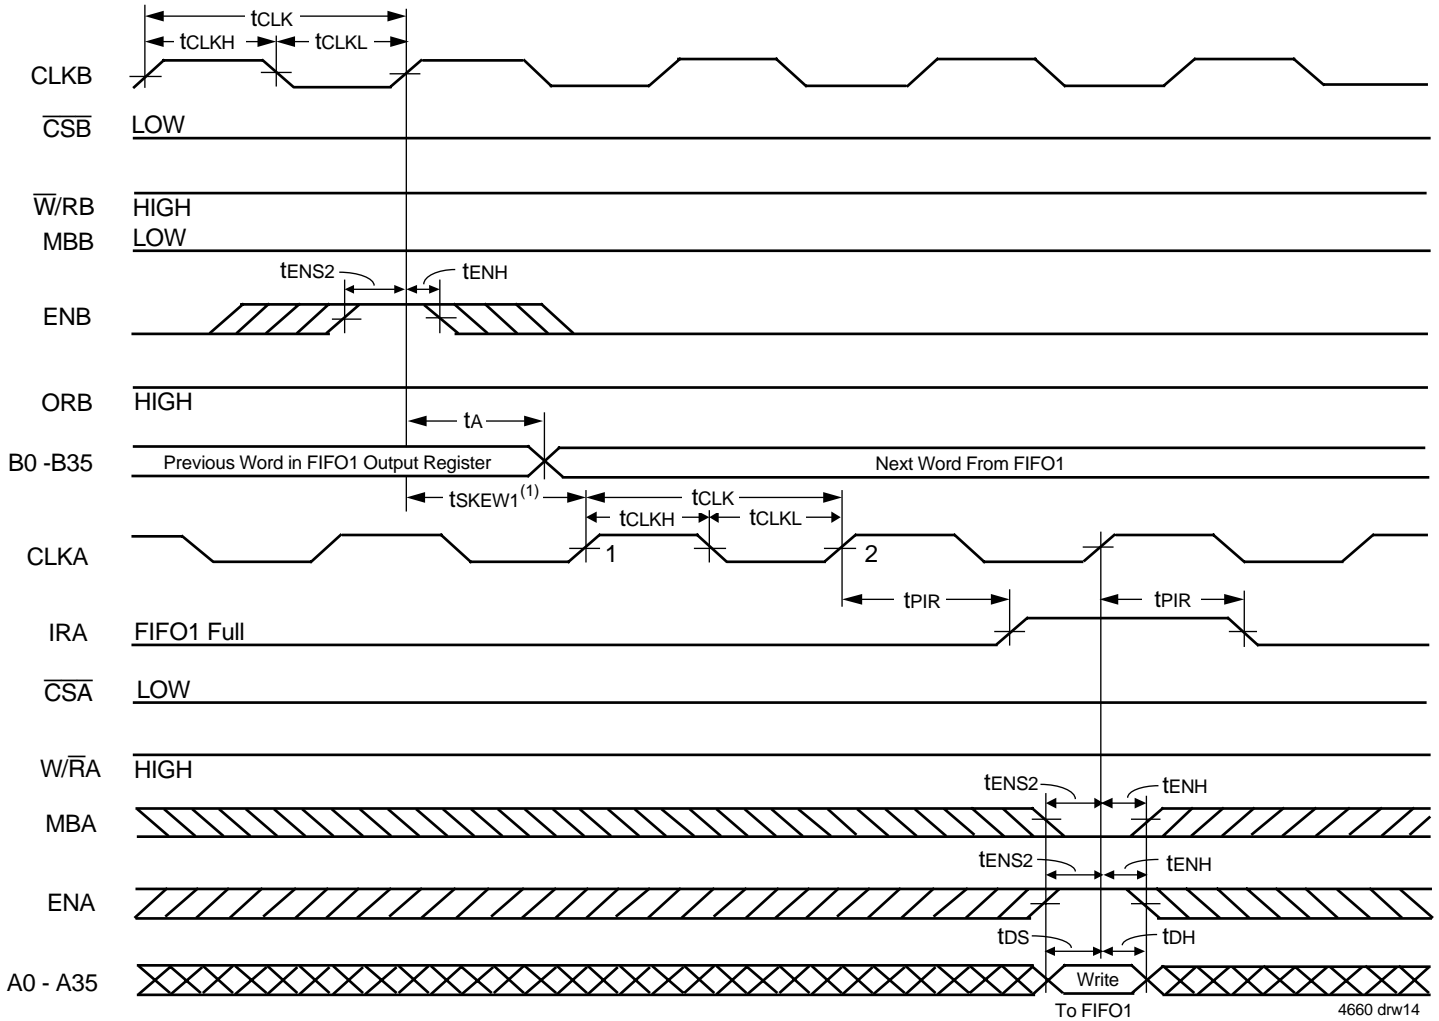 tCLK
tCLKH tCLKL
CLKB
CSB LOW
W/RB HIGH
MBB LOW
tENS2 tENH
ENB
ORB HIGH
tA
B0 -B35 Previous Word in FIFO1 Output Register Next Word From FIFO1
tSKEW1(1) tCLK
tCLKH tCLKL
CLKA 1 2
tPIR tPIR
IRA FIFO1 Full
CSA LOW
W/RA HIGH
tENS2 tENH
MBA
tENS2 tENH
ENA
tDS tDH
A0 - A35 Write
To FIFO1 4660 drw14